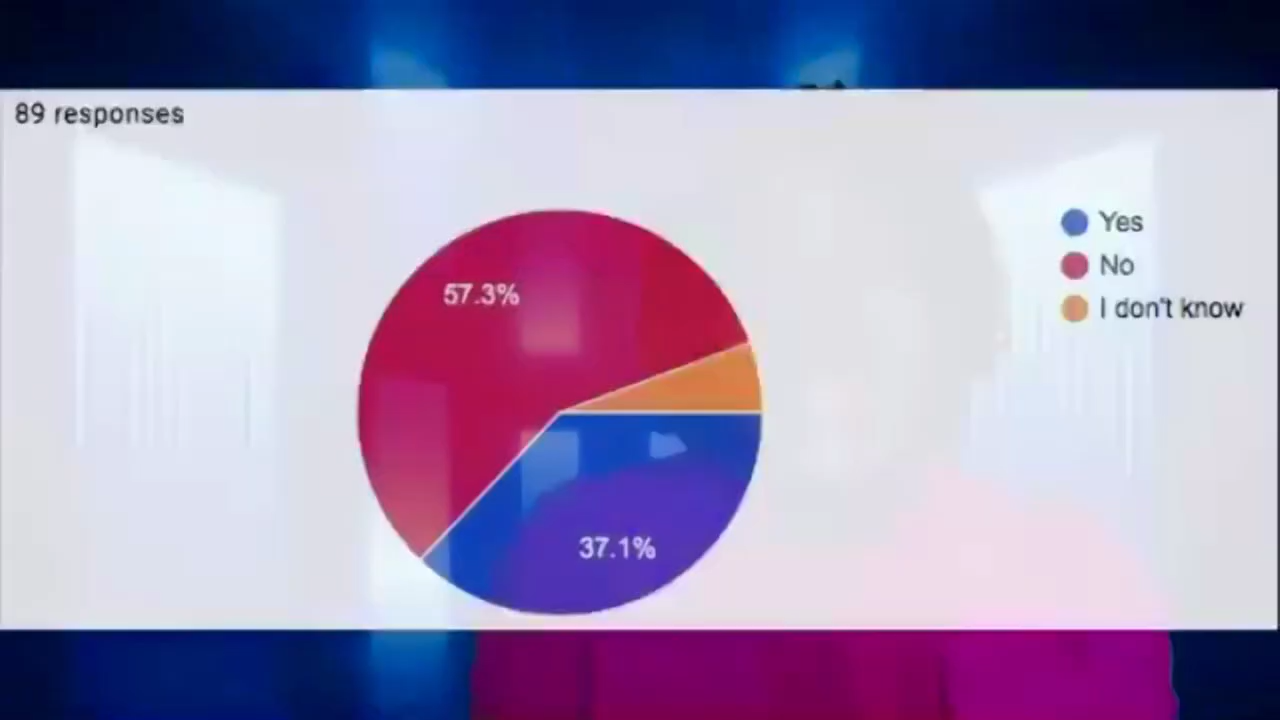 89 responses
Yes
No
I don't know
57.3%
37.1%